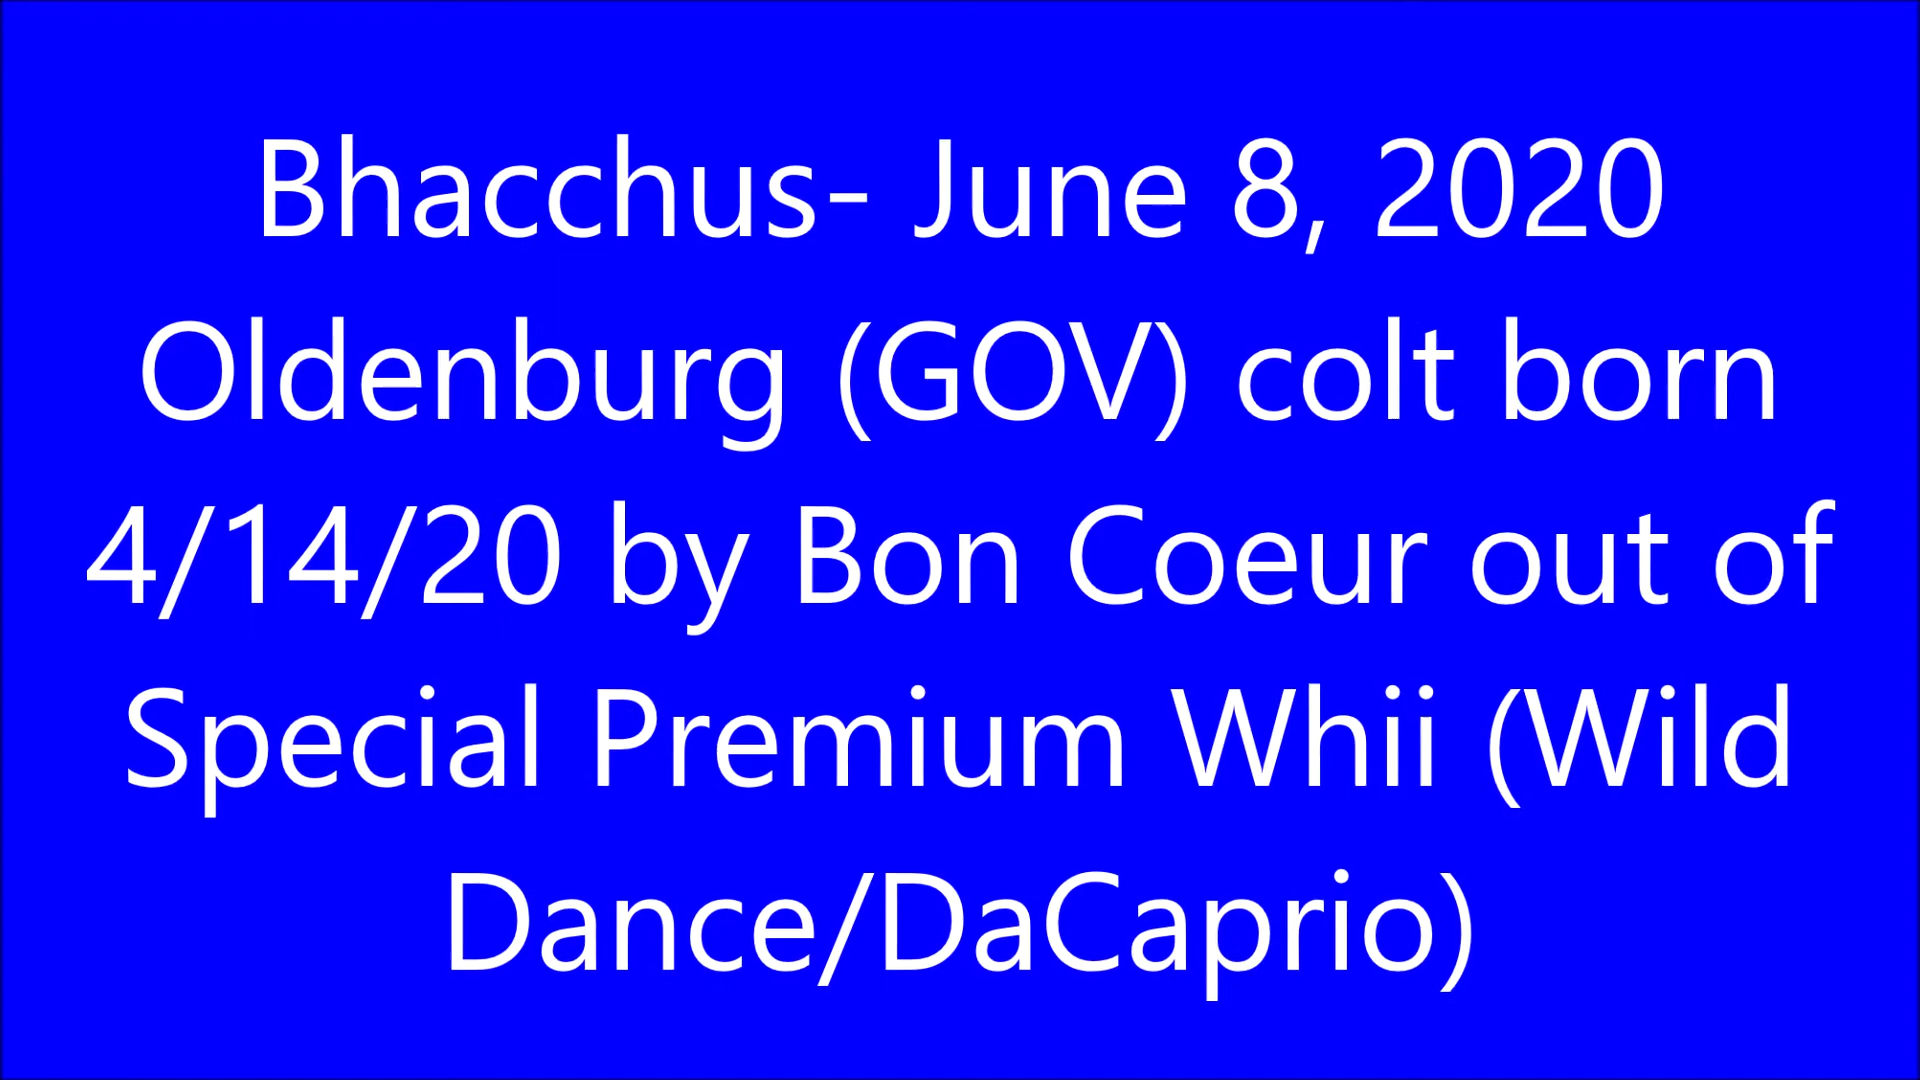 Bhacchus- June 8, 2020
Oldenburg (GOV) colt born
4/14/20 by Bon Coeur out of
Special Premium Whii (Wild
Dance/DaCaprio)